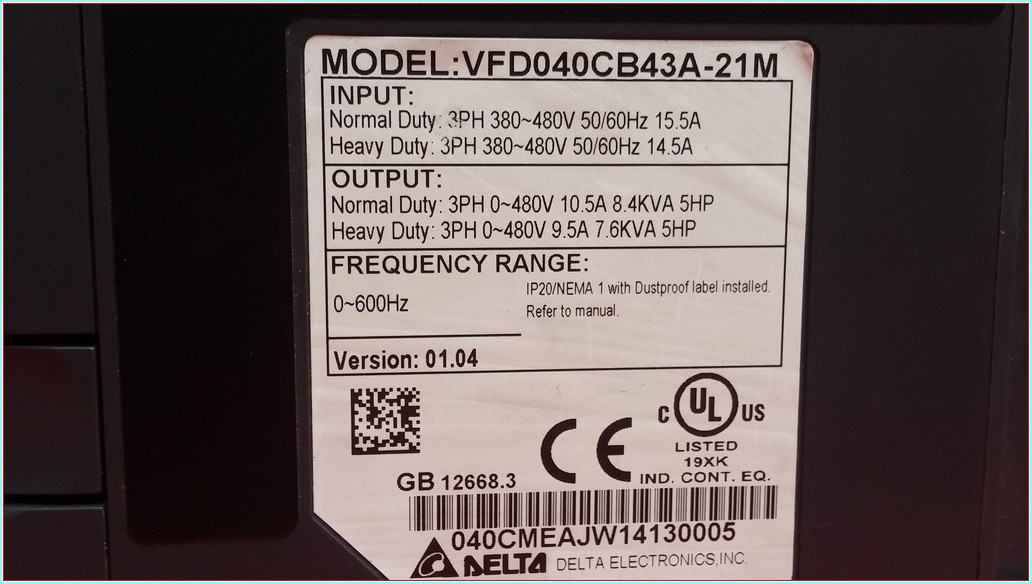 MODEL:VFD040CB43A-21M
INPUT:
Normal Duty: 3PH 380~480V 50/60Hz 15.5A
Heavy Duty: 3PH 380~480V 50/60Hz 14.5A
OUTPUT:
Normal Duty: 3PH 0~480V 10.5A 8.4KVA 5HP
Heavy Duty: 3PH 0~480V 9.5A 7.6KVA 5HP
FREQUENCY RANGE:
0~600Hz
IP20/NEMA 1 with Dustproof label installed.
Refer to manual.
Version: 01.04
C UL US
LISTED
19XK
IND. CONT. EQ.
CE
GB 12668.3
040CMEAJW14130005
DELTA DELTA ELECTRONICS,INC.